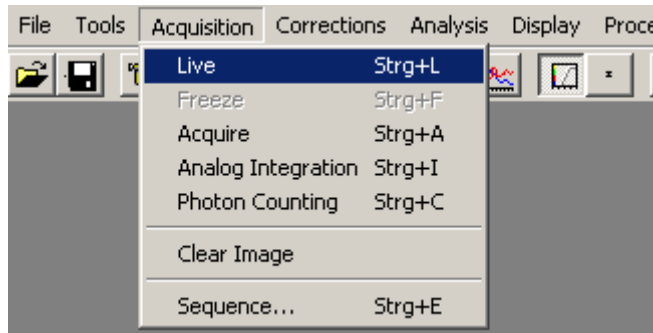 File Tools Acquisition Corrections Analysis Display Proce
Live Strg+L
Freeze Strg+F
Acquire Strg+A
Analog Integration Strg+I
Photon Counting Strg+C
Clear Image
Sequence... Strg+E